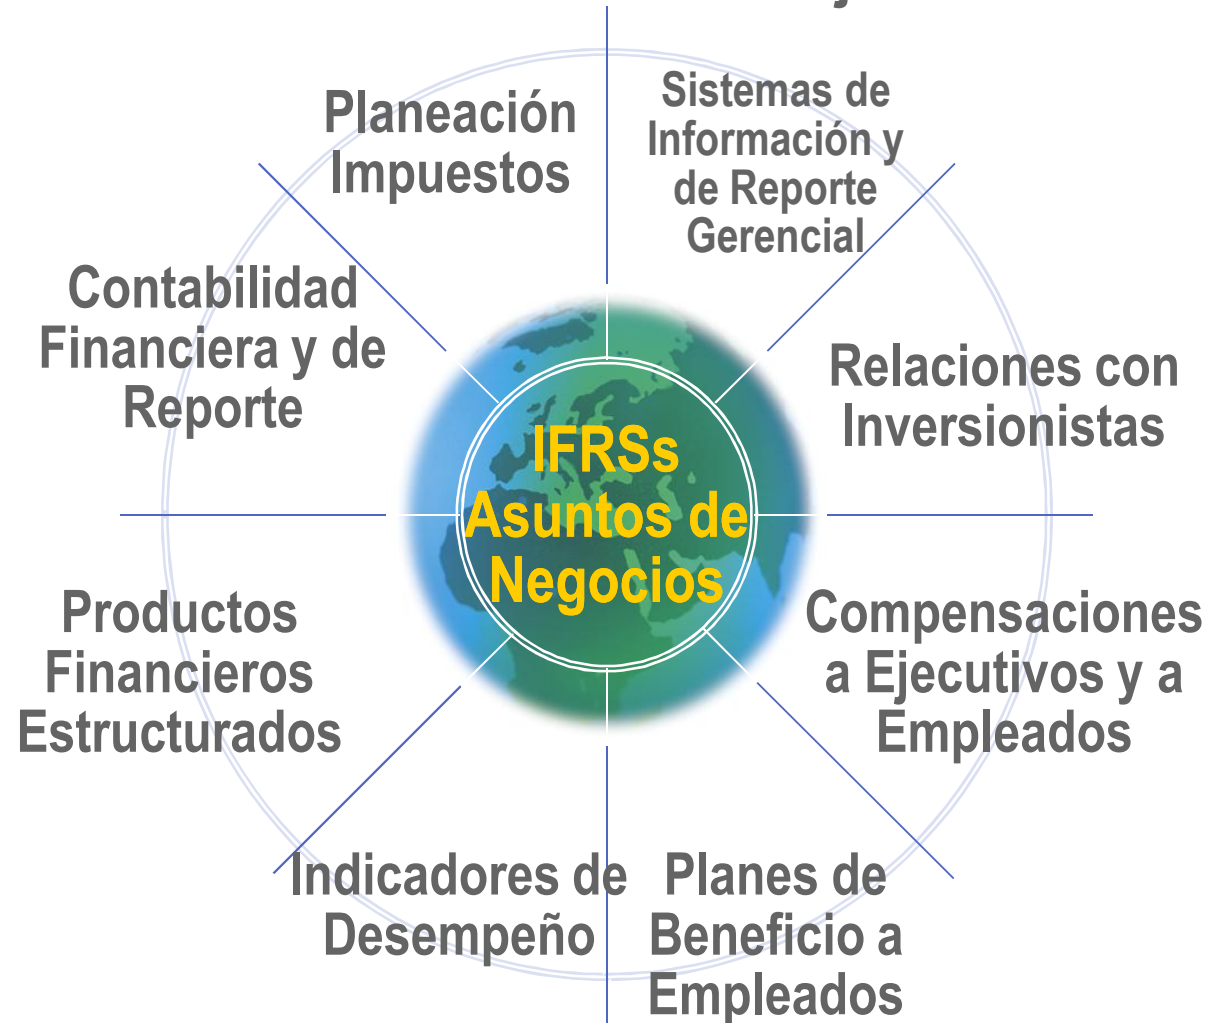 Planeación
Impuestos
Sistemas de
Información y
de Reporte
Gerencial
Contabilidad
Financiera y de
Reporte
Relaciones con
Inversionistas
IFRSs
Asuntos de
Negocios
Productos
Financieros
Estructurados
Compensaciones
a Ejecutivos y a
Empleados
Indicadores de
Desempeño
Planes de
Beneficio a
Empleados